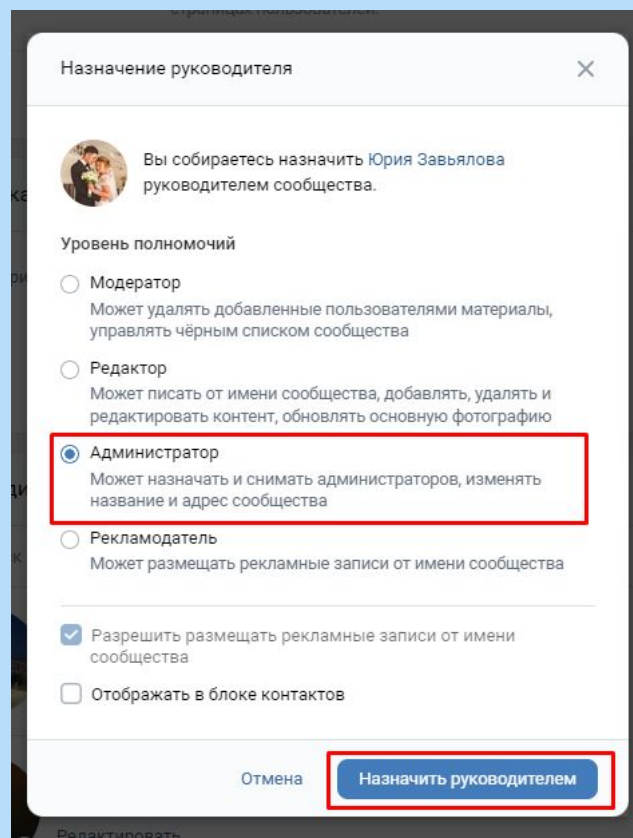 страницах пользователей.
Назначение руководителя
Вы собираетесь назначить Юрия Завьялова
руководителем сообщества.
Уровень полномочий
Модератор
Может удалять добавленные пользователями материалы,
управлять чёрным списком сообщества
Редактор
Может писать от имени сообщества, добавлять, удалять и
редактировать контент, обновлять основную фотографию
Администратор
Может назначать и снимать администраторов, изменять
название и адрес сообщества
Рекламодатель
Может размещать рекламные записи от имени сообщества
Разрешить размещать рекламные записи от имени
сообщества
Отображать в блоке контактов
Отмена
Назначить руководителем
Редактировать